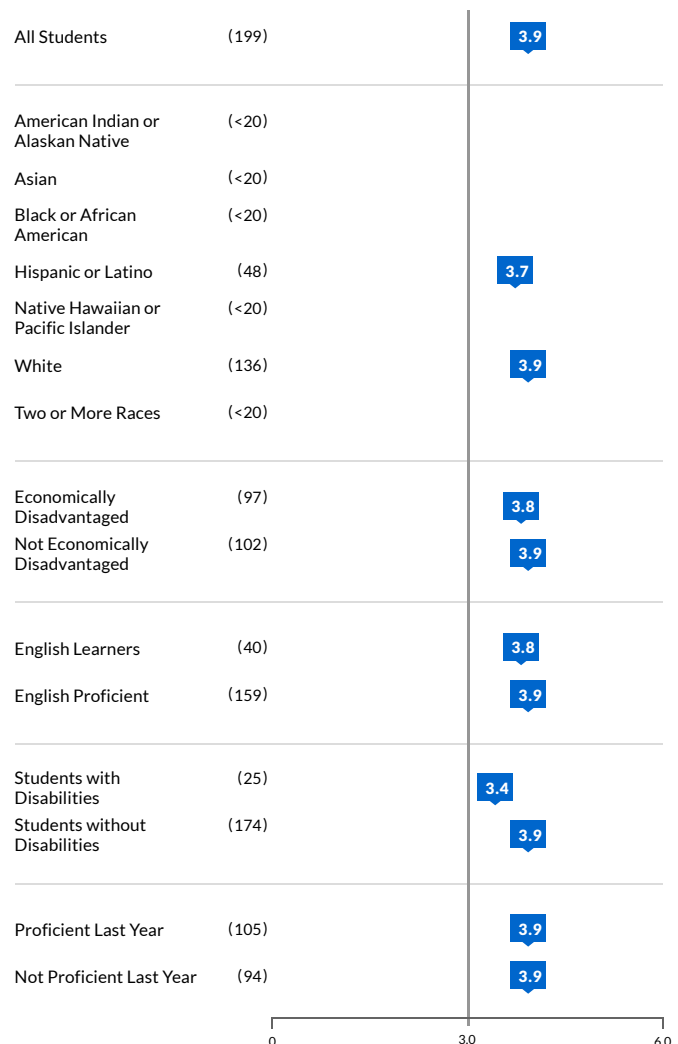 All Students (199) 3.9
American Indian or
Alaskan Native (<20)
Asian (<20)
Black or African
American (<20)
Hispanic or Latino (48) 3.7
Native Hawaiian or
Pacific Islander (<20)
White (136) 3.9
Two or More Races (<20)
Economically
Disadvantaged (97) 3.8
Not Economically
Disadvantaged (102) 3.9
English Learners (40) 3.8
English Proficient (159) 3.9
Students with
Disabilities (25) 3.4
Students without
Disabilities (174) 3.9
Proficient Last Year (105) 3.9
Not Proficient Last Year (94) 3.9
0 3.0 6.0